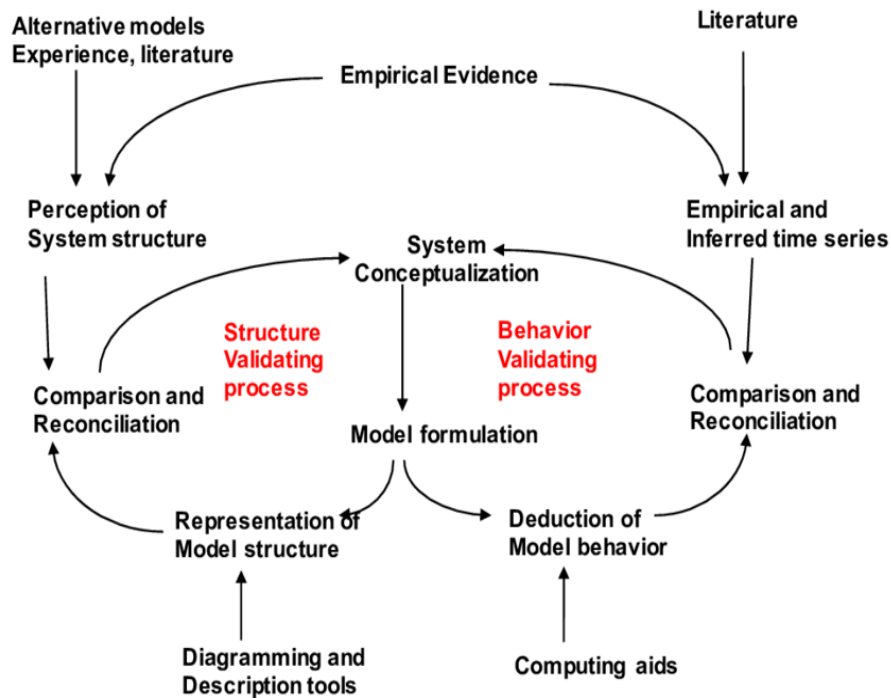 Alternative models
Experience, literature
Literature
Empirical Evidence
Perception of
System structure
Empirical and
Inferred time series
System
Conceptualization
Structure
Validating
process
Behavior
Validating
process
Comparison and
Reconciliation
Comparison and
Reconciliation
Model formulation
Representation of
Model structure
Deduction of
Model behavior
Diagramming and
Description tools
Computing aids